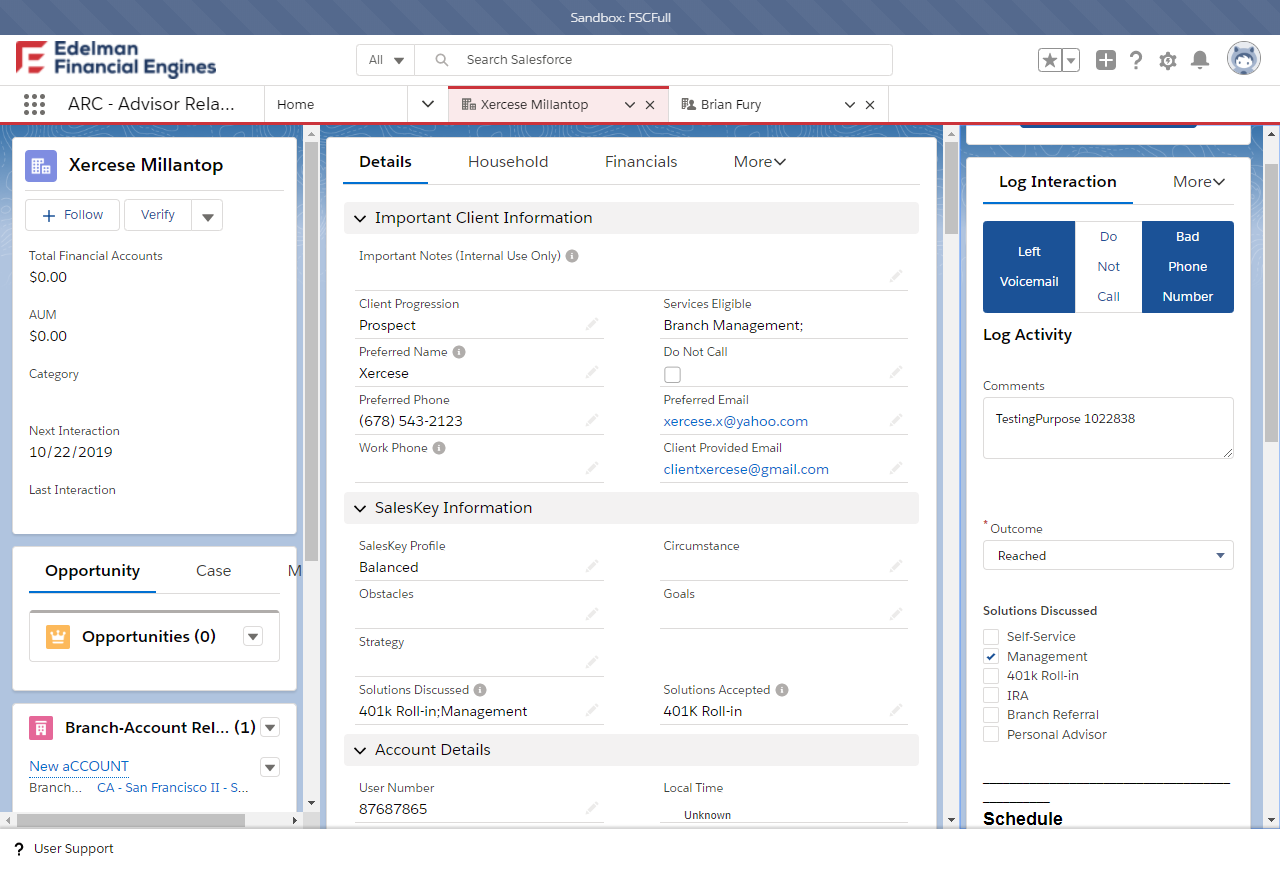 Sandbox: FSCFull
Edelman
Financial Engines
All
Search Salesforce
ARC - Advisor Rela...
Home
Xercese Millantop
Brian Fury
Xercese Millantop
Follow
Verify
Total Financial Accounts
$0.00
AUM
$0.00
Category
Next Interaction
10/22/2019
Last Interaction
Opportunity
Case
M
Opportunities (0)
Branch-Account Rel... (1)
New aCCOUNT
Branch... CA - San Francisco II - S...
Details
Household
Financials
More
Important Client Information
Important Notes (Internal Use Only)
Client Progression
Prospect
Services Eligible
Branch Management;
Preferred Name
Xercese
Do Not Call
Preferred Phone
(678) 543-2123
Preferred Email
xercese.x@yahoo.com
Work Phone
Client Provided Email
clientxercese@gmail.com
SalesKey Information
SalesKey Profile
Balanced
Circumstance
Obstacles
Goals
Strategy
Solutions Discussed
401k Roll-in;Management
Solutions Accepted
401K Roll-in
Account Details
User Number
87687865
Local Time
Unknown
Log Interaction
More
Left
Voicemail
Do
Not
Call
Bad
Phone
Number
Log Activity
Comments
TestingPurpose 1022838
* Outcome
Reached
Solutions Discussed
Self-Service
Management
401k Roll-in
IRA
Branch Referral
Personal Advisor
Schedule
? User Support